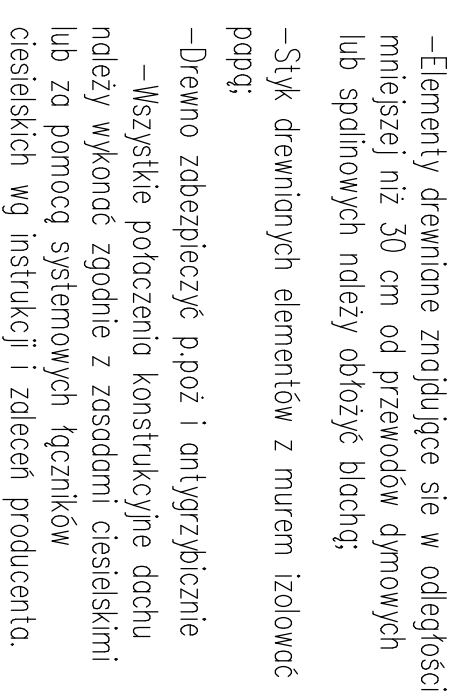 -Elementy drewniane znajdujące sie w odległości
mniejszej niż 30 cm od przewodów dymowych
lub spalinowych należy obłożyć blachą;
-Styk drewnianych elementów z murem izolować
papą;
-Drewno zabezpieczyć p.poż i antygrzybicznie
-Wszystkie połaczenia konstrukcyjne dachu
należy wykonać zgodnie z zasadami ciesielskimi
lub za pomocą systemowych łączników
ciesielskich wg instrukcji i zaleceń producenta.